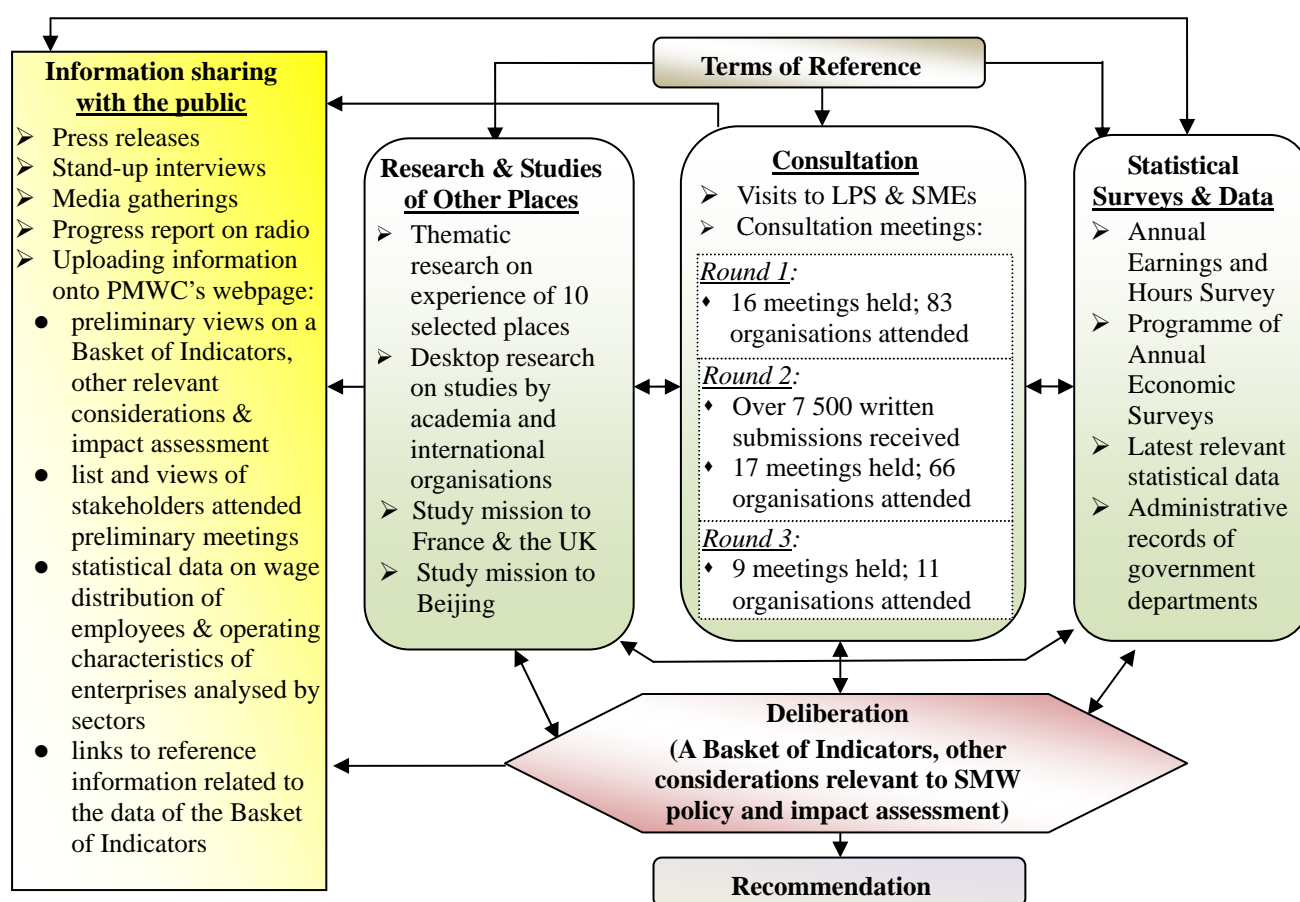 Terms of Reference
Information sharing
with the public
➢ Press releases
➢ Stand-up interviews
➢ Media gatherings
➢ Progress report on radio
➢ Uploading information
onto PMWC’s webpage:
● preliminary views on a
Basket of Indicators,
other relevant
considerations &
impact assessment
● list and views of
stakeholders attended
preliminary meetings
● statistical data on wage
distribution of
employees & operating
characteristics of
enterprises analysed by
sectors
● links to reference
information related to
the data of the Basket
of Indicators
Research & Studies
of Other Places
➢ Thematic
research on
experience of 10
selected places
➢ Desktop research
on studies by
academia and
international
organisations
➢ Study mission to
France & the UK
➢ Study mission to
Beijing
Consultation
➢ Visits to LPS & SMEs
➢ Consultation meetings:
Round 1:
♦ 16 meetings held; 83
organisations attended
Round 2:
♦ Over 7 500 written
submissions received
♦ 17 meetings held; 66
organisations attended
Round 3:
♦ 9 meetings held; 11
organisations attended
Statistical
Surveys & Data
➢ Annual
Earnings and
Hours Survey
➢ Programme of
Annual
Economic
Surveys
➢ Latest relevant
statistical data
➢ Administrative
records of
government
departments
Deliberation
(A Basket of Indicators, other
considerations relevant to SMW
policy and impact assessment)
Recommendation